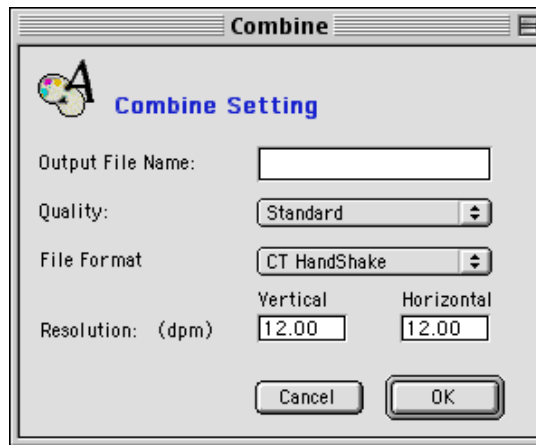 Combine
Combine Setting
Output File Name:
Quality: Standard
File Format CT HandShake
Vertical Horizontal
Resolution: (dpm) 12.00 12.00
Cancel OK